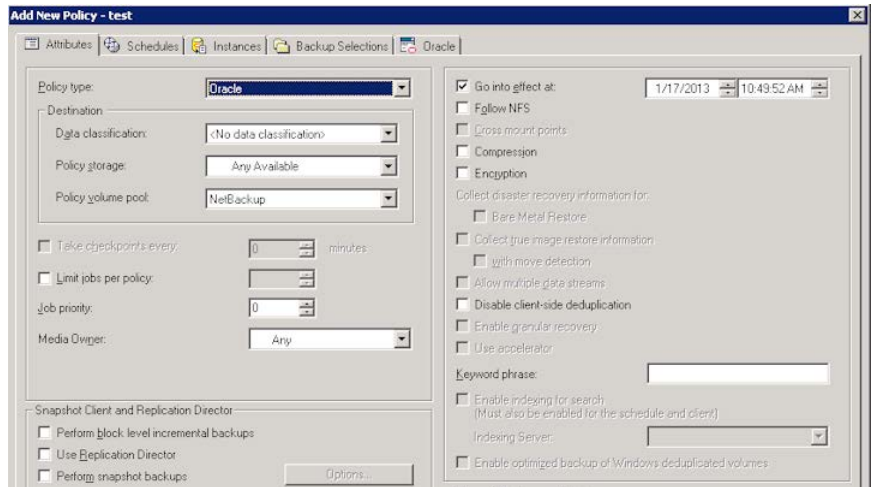 Add New Policy - test
Attributes Schedules Instances Backup Selections Oracle
Policy type: Oracle
Destination
Data classification: <No data classification>
Policy storage: Any Available
Policy volume pool: NetBackup
Take checkpoints every: 0 minutes
Limit jobs per policy:
Job priority: 0
Media Owner: Any
Snapshot Client and Replication Director
Perform block level incremental backups
Use Replication Director
Perform snapshot backups Options...
Go into effect at: 1/17/2013 10:49:52 AM
Follow NFS
Cross mount points
Compression
Encryption
Collect disaster recovery information for:
Bare Metal Restore
Collect true image restore information
with move detection
Allow multiple data streams
Disable client-side deduplication
Enable granular recovery
Use accelerator
Keyword phrase:
Enable indexing for search
(Must also be enabled for the schedule and client)
Indexing Server:
Enable optimized backup of Windows deduplicated volumes